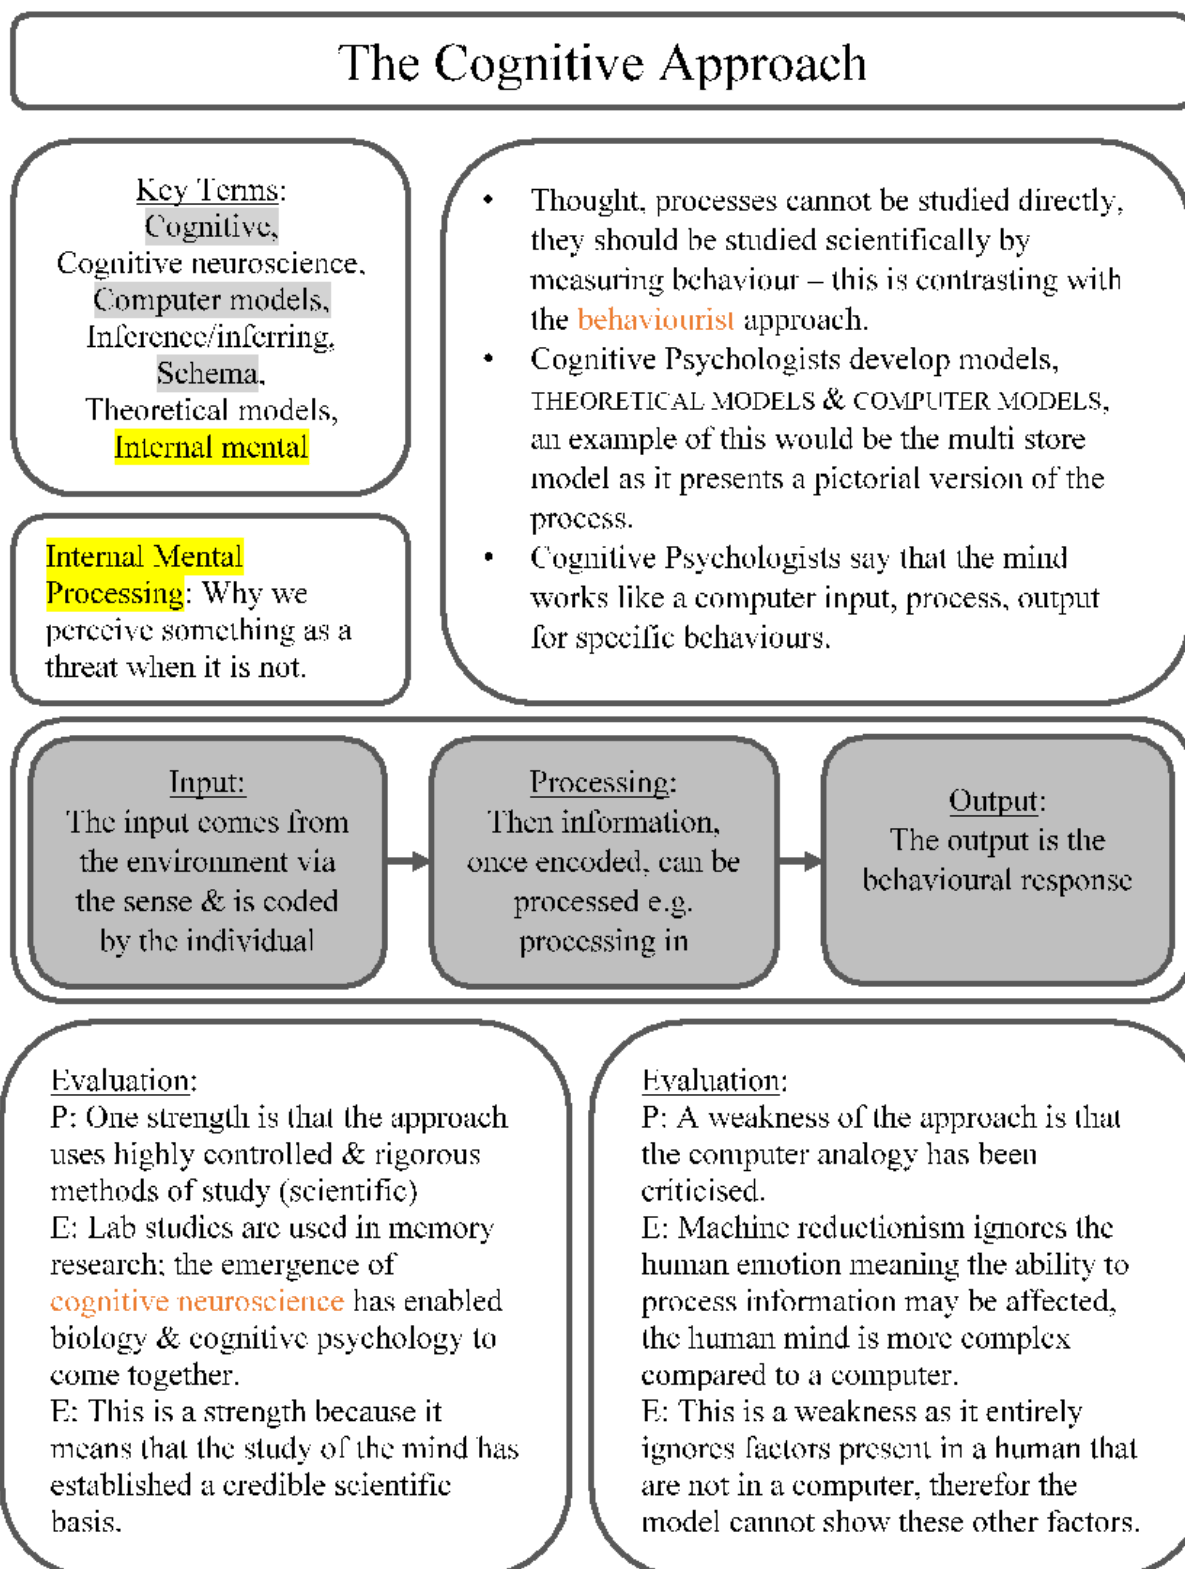 The Cognitive Approach
Key Terms:
Cognitive,
Cognitive neuroscience,
Computer models,
Inference/inferring,
Schema,
Theoretical models,
Internal mental
Internal Mental
Processing: Why we
perceive something as a
threat when it is not.
• Thought, processes cannot be studied directly,
they should be studied scientifically by
measuring behaviour – this is contrasting with
the behaviourist approach.
• Cognitive Psychologists develop models,
THEORETICAL MODELS & COMPUTER MODELS,
an example of this would be the multi store
model as it presents a pictorial version of the
process.
• Cognitive Psychologists say that the mind
works like a computer input, process, output
for specific behaviours.
Input:
The input comes from
the environment via
the sense & is coded
by the individual
Processing:
Then information,
once encoded, can be
processed e.g.
processing in
Output:
The output is the
behavioural response
Evaluation:
P: One strength is that the approach
uses highly controlled & rigorous
methods of study (scientific)
E: Lab studies are used in memory
research; the emergence of
cognitive neuroscience has enabled
biology & cognitive psychology to
come together.
E: This is a strength because it
means that the study of the mind has
established a credible scientific
basis.
Evaluation:
P: A weakness of the approach is that
the computer analogy has been
criticised.
E: Machine reductionism ignores the
human emotion meaning the ability to
process information may be affected,
the human mind is more complex
compared to a computer.
E: This is a weakness as it entirely
ignores factors present in a human that
are not in a computer, therefor the
model cannot show these other factors.